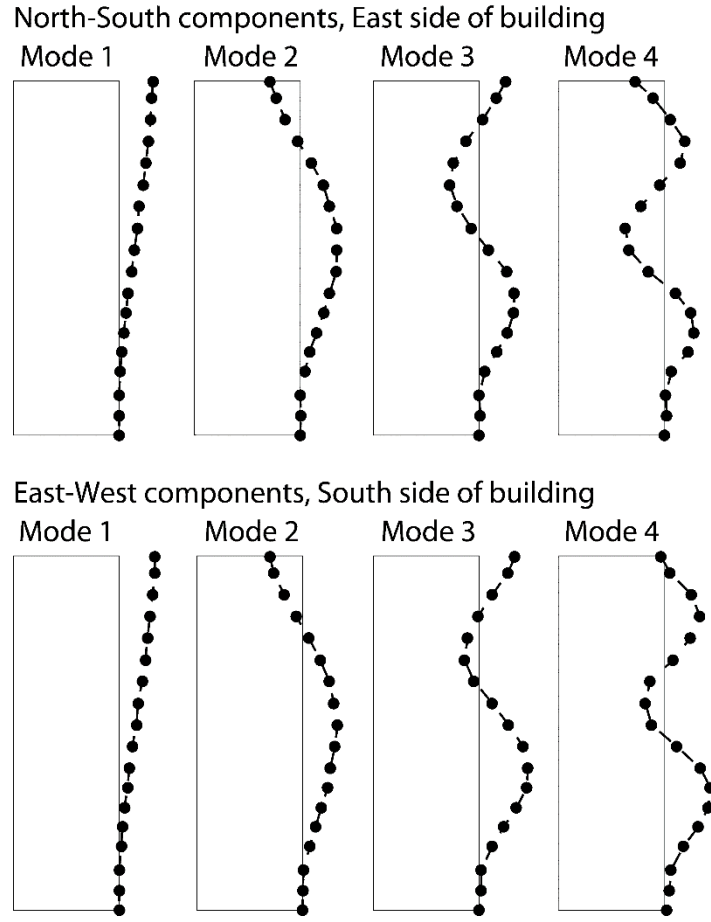 North-South components, East side of building
Mode 1 Mode 2 Mode 3 Mode 4
East-West components, South side of building
Mode 1 Mode 2 Mode 3 Mode 4